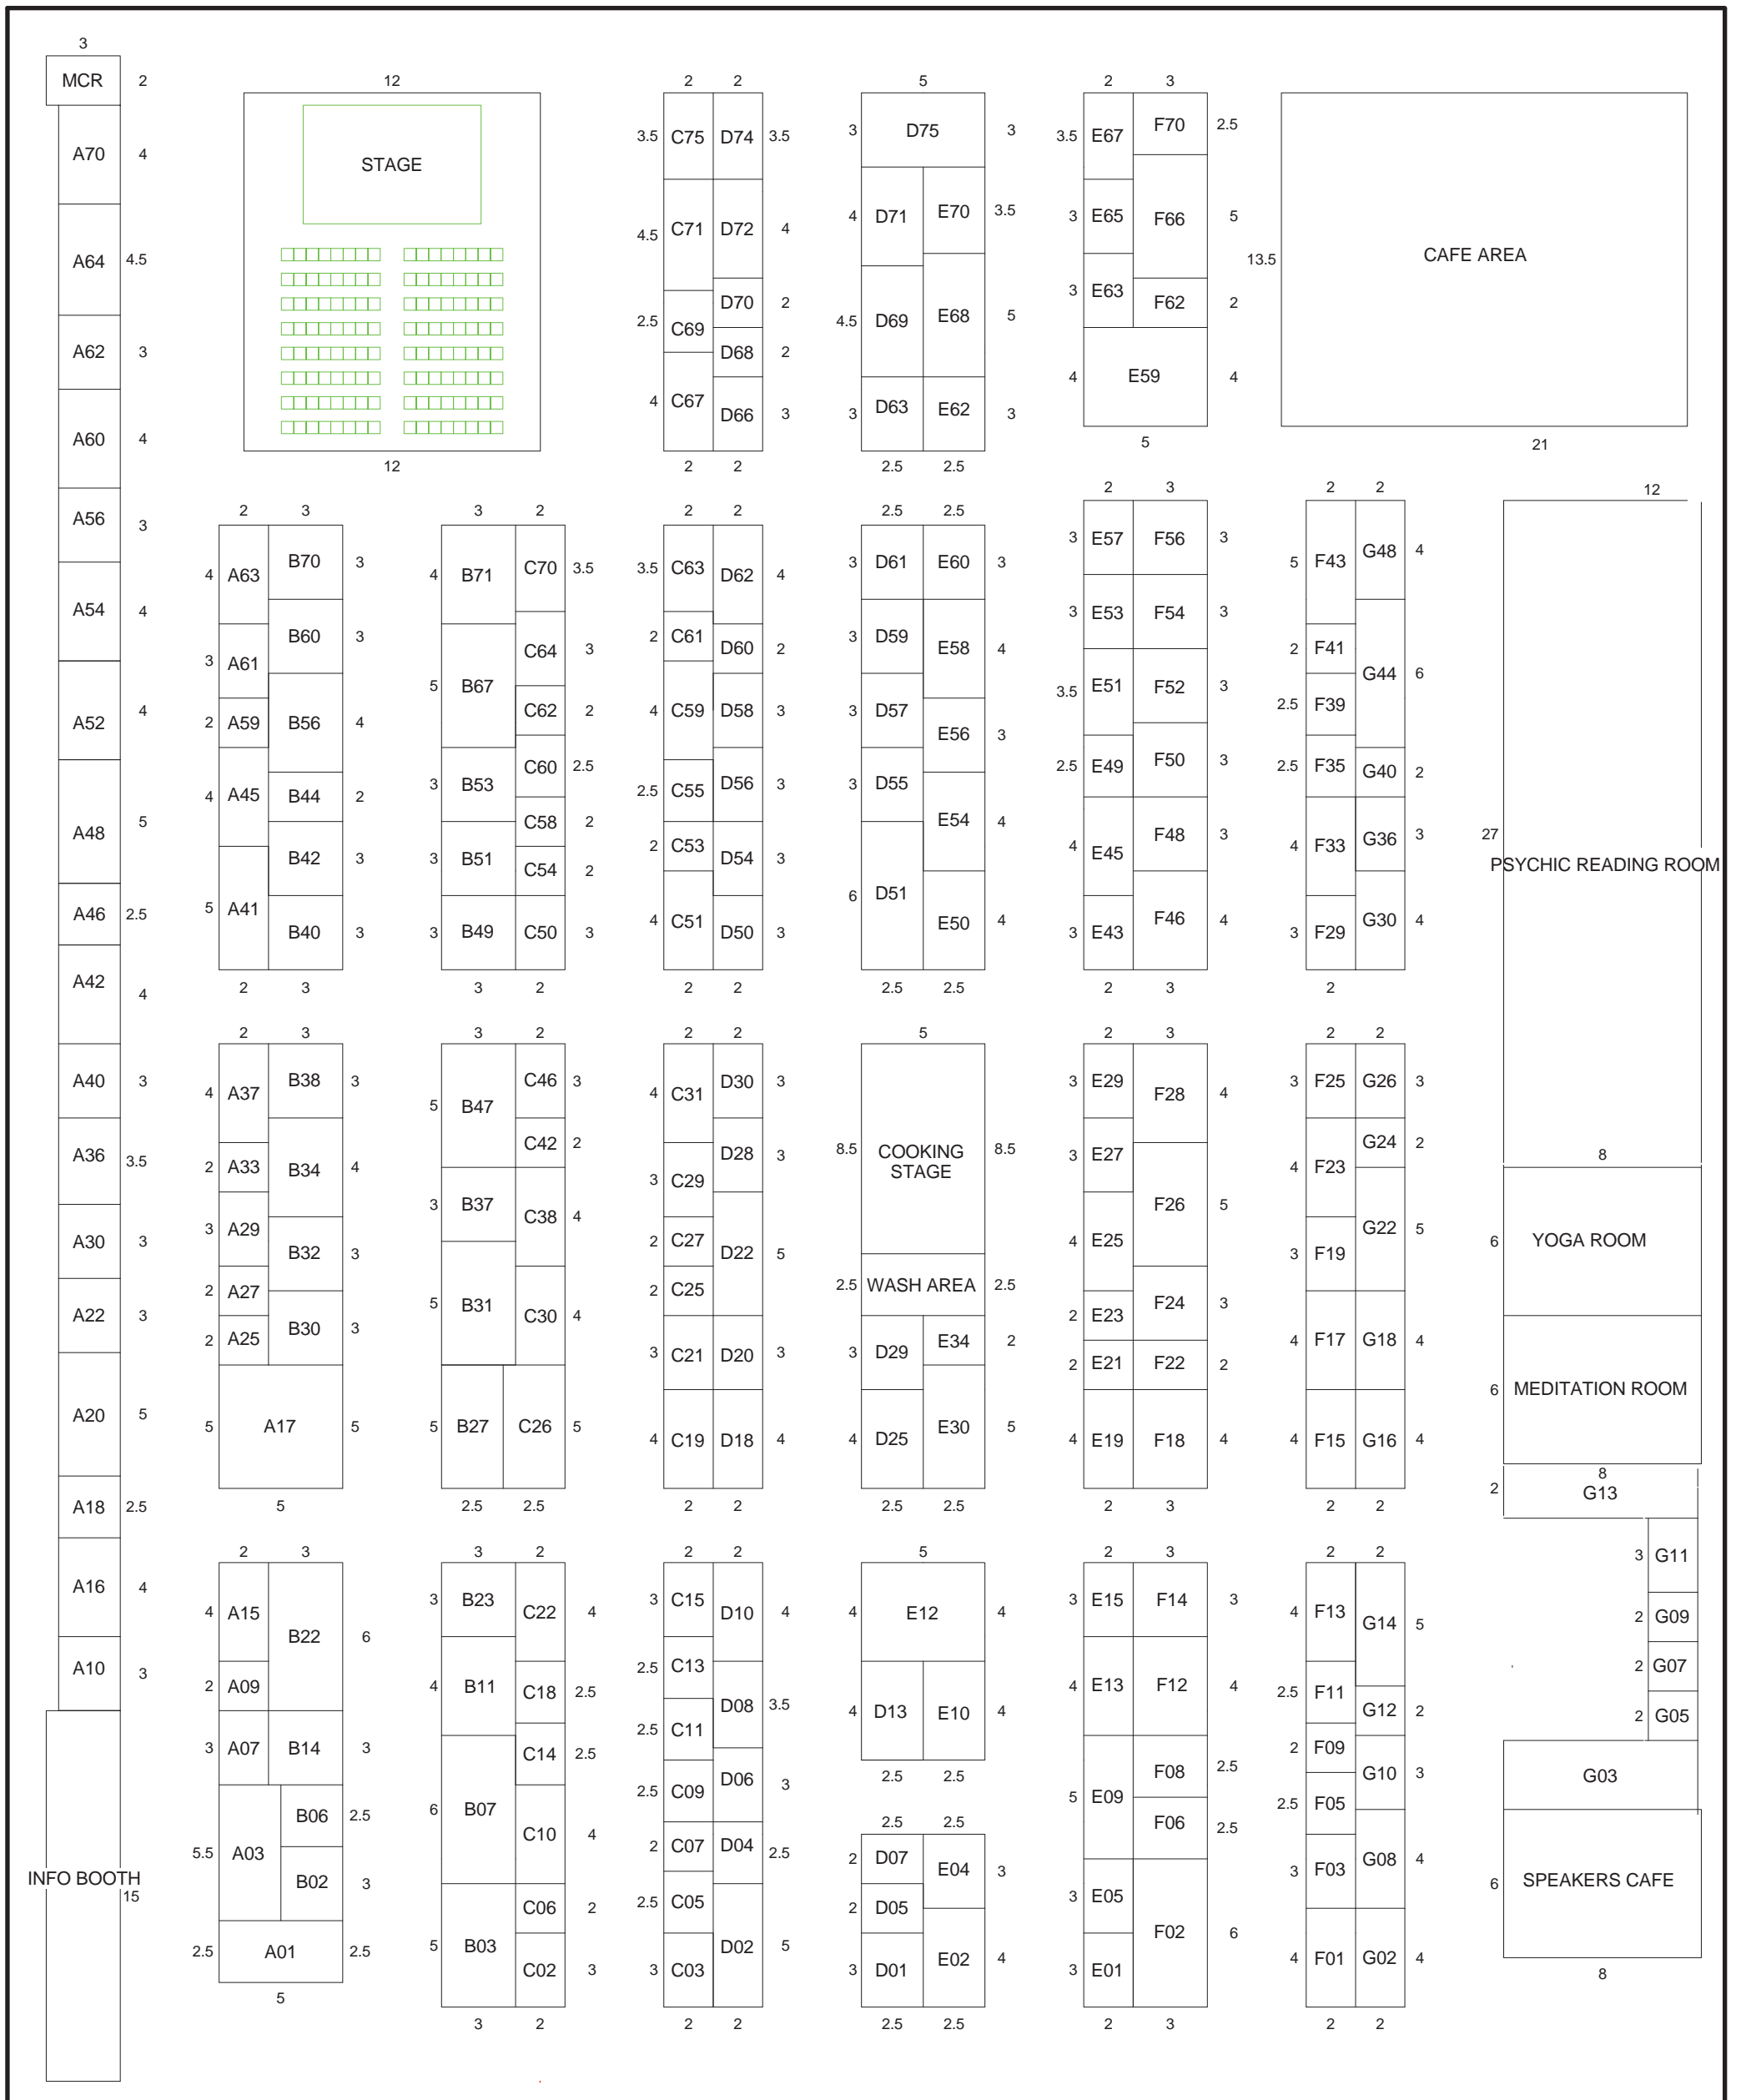 3
MCR 2
A70 4
A64 4.5
A62 3
A60 4
A56 3
A54 4
A52 4
A48 5
A46 2.5
A42 4
A40 3
A36 3.5
A30 3
A22 3
A20 5
A18 2.5
A16 4
A10 3
INFO BOOTH
15
12
STAGE
12
2 2
3.5 C75 D74 3.5
4.5 C71 D72 4
D70 2
2.5 C69
D68 2
4 C67 D66 3
2 2
5
3 D75 3
4 D71 E70 3.5
4.5 D69 E68 5
3 D63 E62 3
2.5 2.5
2 3
3.5 E67 F70 2.5
3 E65 F66 5
3 E63 F62 2
4 E59 4
5
13.5 CAFE AREA
21
2 3
4 A63 B70 3
3 A61 B60 3
2 A59 B56 4
4 A45 B44 2
B42 3
5 A41 B40 3
2 3
3 2
4 B71 C70 3.5
C64 3
5 B67 C62 2
3 B53 C60 2.5
C58 2
3 B51 C54 2
3 B49 C50 3
3 2
2 2
3.5 C63 D62 4
2 C61 D60 2
4 C59 D58 3
2.5 C55 D56 3
2 C53 D54 3
4 C51 D50 3
2 2
2.5 2.5
3 D61 E60 3
3 D59 E58 4
3 D57 E56 3
3 D55 E54 4
6 D51 E50 4
2.5 2.5
2 3
3 E57 F56 3
3 E53 F54 3
3.5 E51 F52 3
2.5 E49 F50 3
4 E45 F48 3
3 E43 F46 4
2 3
2 2
5 F43 G48 4
2 F41 G44 6
2.5 F39
2.5 F35 G40 2
4 F33 G36 3
3 F29 G30 4
2
12
27
PSYCHIC READING ROOM
2 3
4 A37 B38 3
2 A33 B34 4
3 A29 B32 3
2 A27
2 A25 B30 3
5 A17 5
5
3 2
5 B47 C46 3
C42 2
3 B37 C38 4
5 B31 C30 4
5 B27 C26 5
2.5 2.5
2 2
4 C31 D30 3
3 C29 D28 3
2 C27 D22 5
2 C25
3 C21 D20 3
4 C19 D18 4
2 2
5
8.5 COOKING 8.5
STAGE
2.5 WASH AREA 2.5
3 D29 E34 2
4 D25 E30 5
2.5 2.5
2 3
3 E29 F28 4
3 E27 F26 5
4 E25
2 E23 F24 3
2 E21 F22 2
4 E19 F18 4
2 3
2 2
3 F25 G26 3
4 F23 G24 2
3 F19 G22 5
4 F17 G18 4
4 F15 G16 4
2 2
8
6 YOGA ROOM
6 MEDITATION ROOM
8
2 G13
3 G11
2 G09
2 G07
2 G05
G03
6 SPEAKERS CAFE
8
2 3
4 A15 B22 6
2 A09
3 A07 B14 3
B06 2.5
5.5 A03
B02 3
2.5 A01 2.5
5
3 2
3 B23 C22 4
4 B11 C18 2.5
C14 2.5
6 B07 C10 4
C06 2
5 B03 C02 3
3 2
2 2
3 C15 D10 4
2.5 C13 D08 3.5
2.5 C11
2.5 C09 D06 3
2 C07 D04 2.5
2.5 C05 D02 5
3 C03
2 2
5
4 E12 4
4 D13 E10 4
2.5 2.5
2.5 2.5
2 D07 E04 3
2 D05
3 D01 E02 4
2.5 2.5
2 3
3 E15 F14 3
4 E13 F12 4
5 E09 F08 2.5
F06 2.5
3 E05 F02 6
3 E01
2 3
2 2
4 F13 G14 5
2.5 F11 G12 2
2 F09 G10 3
2.5 F05
3 F03 G08 4
4 F01 G02 4
2 2